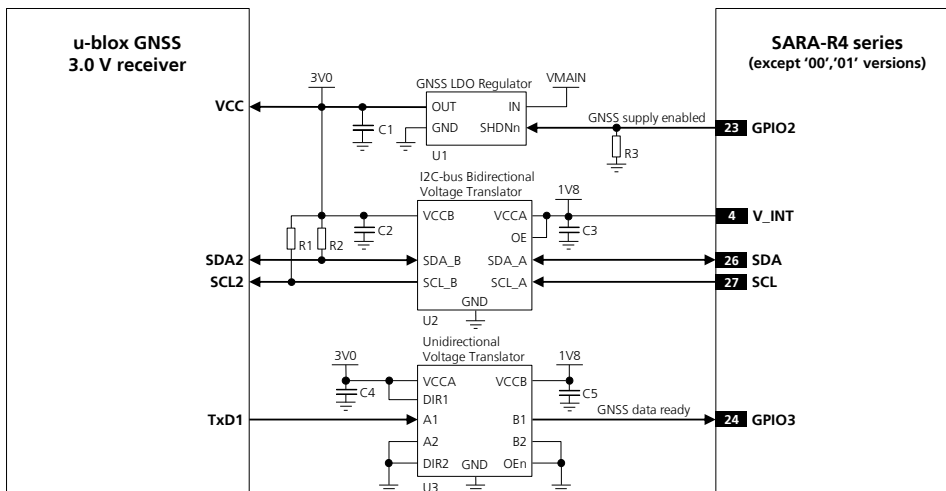 u-blox GNSS
3.0 V receiver
SARA-R4 series
(except '00','01' versions)
3V0
GNSS LDO Regulator
VMAIN
VCC
OUT
IN
GND
SHDNn
C1
U1
GNSS supply enabled
23
GPIO2
R3
I2C-bus Bidirectional
Voltage Translator
1V8
VCCB
VCCA
4
V_INT
C2
OE
C3
R1
R2
SDA2
SDA_B
SDA_A
26
SDA
SCL2
SCL_B
SCL_A
27
SCL
GND
U2
Unidirectional
Voltage Translator
3V0
1V8
VCCA
VCCB
C4
DIR1
C5
TxD1
A1
B1
GNSS data ready
24
GPIO3
A2
B2
DIR2
GND
OEn
U3